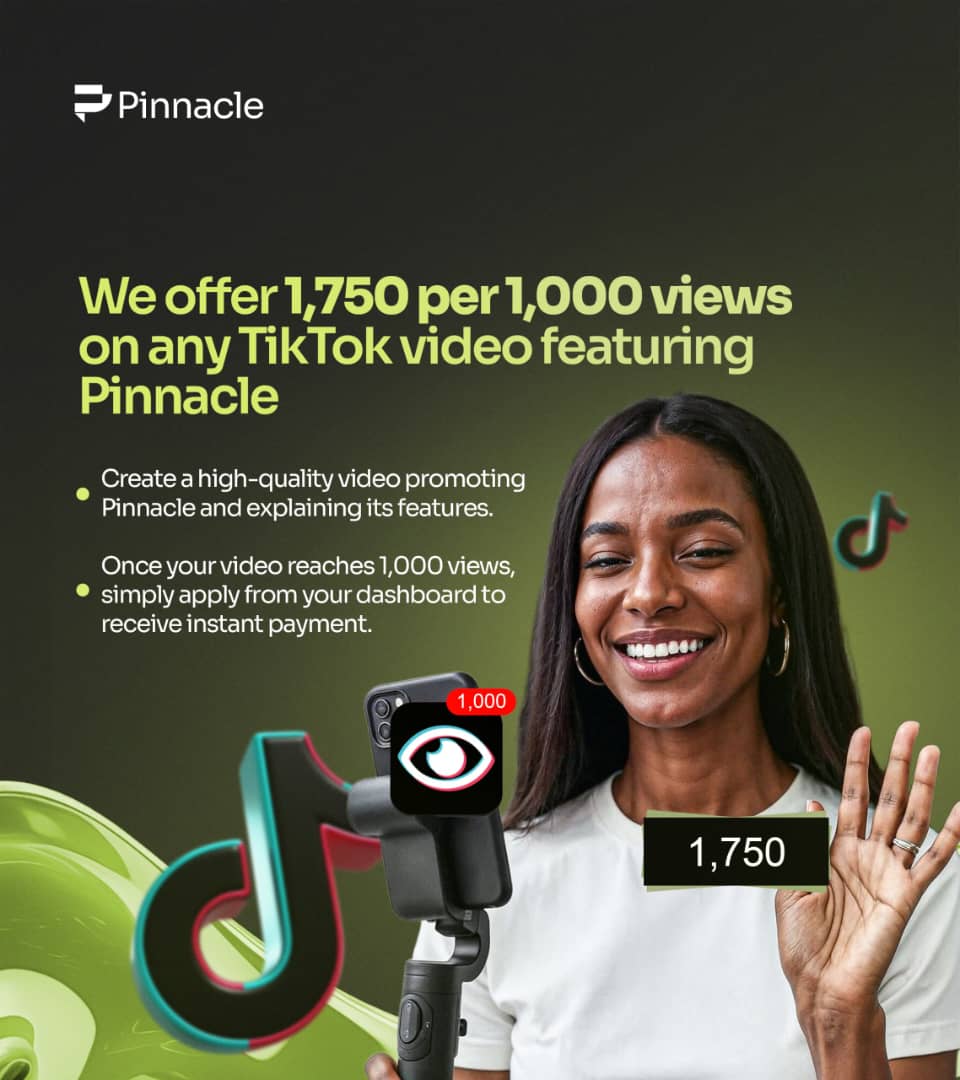 Pinnacle
We offer 1,750 per 1,000 views
on any TikTok video featuring
Pinnacle
Create a high-quality video promoting
Pinnacle and explaining its features.
Once your video reaches 1,000 views,
simply apply from your dashboard to
receive instant payment.
1,000
1,750